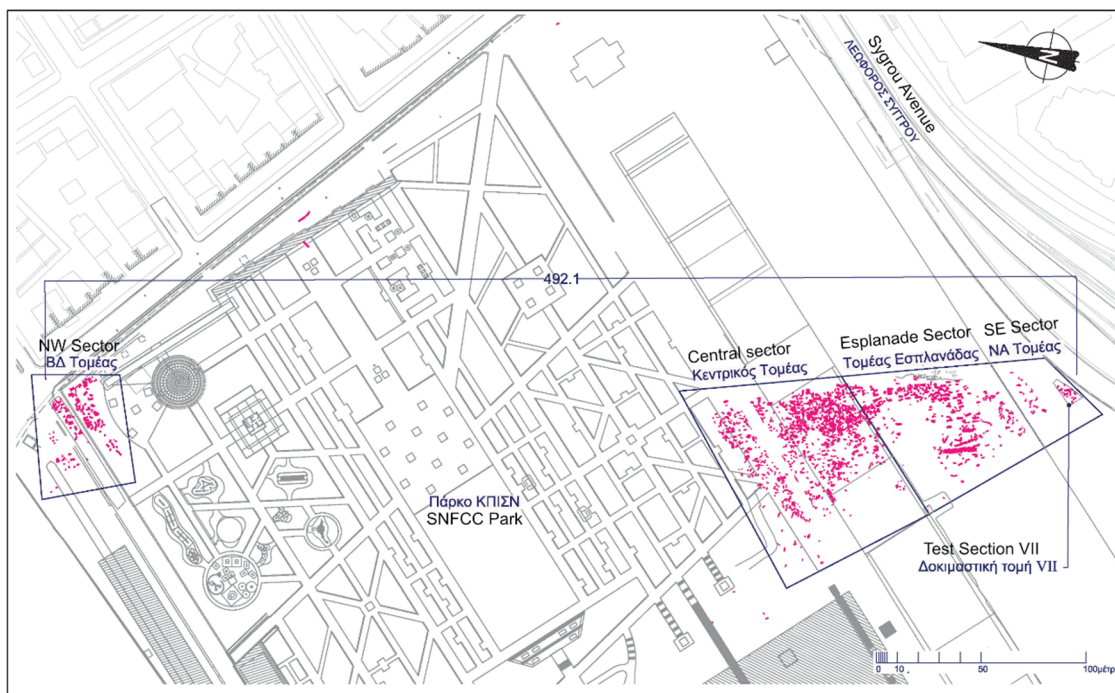 Sygrou Avenue
ΛΕΩΦΟΡΟΣ ΣΥΓΓΡΟΥ
N
492.1
NW Sector
ΒΔ Τομέας
Central sector
Κεντρικός Τομέας
Esplanade Sector
Τομέας Εσπλανάδας
SE Sector
ΝΑ Τομέας
Πάρκο ΚΠΙΣΝ
SNFCC Park
Test Section VII
Δοκιμαστική τομή VII
0 10 50 100μέτρ